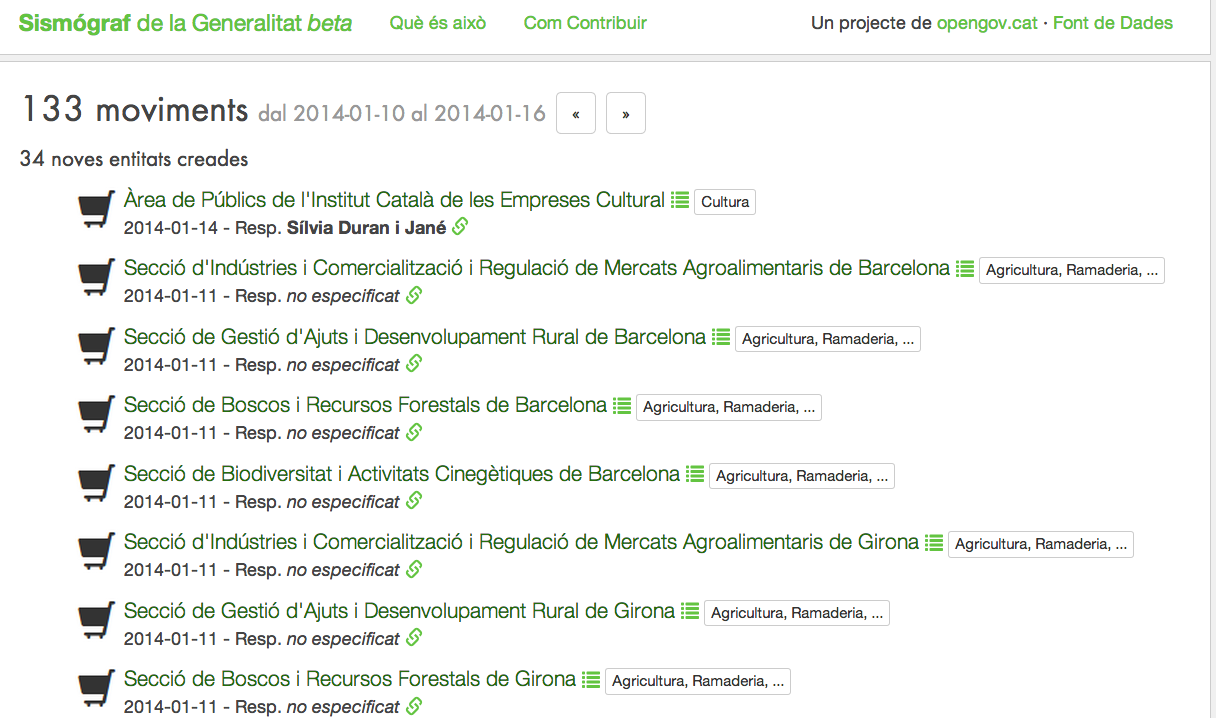 Sismógraf de la Generalitat beta Què és això Com Contribuir Un projecte de opengov.cat · Font de Dades
133 moviments dal 2014-01-10 al 2014-01-16 « »
34 noves entitats creades
Àrea de Públics de l'Institut Català de les Empreses Cultural Cultura
2014-01-14 - Resp. Sílvia Duran i Jané
Secció d'Indústries i Comercialització i Regulació de Mercats Agroalimentaris de Barcelona Agricultura, Ramaderia, ...
2014-01-11 - Resp. no especificat
Secció de Gestió d'Ajuts i Desenvolupament Rural de Barcelona Agricultura, Ramaderia, ...
2014-01-11 - Resp. no especificat
Secció de Boscos i Recursos Forestals de Barcelona Agricultura, Ramaderia, ...
2014-01-11 - Resp. no especificat
Secció de Biodiversitat i Activitats Cinegètiques de Barcelona Agricultura, Ramaderia, ...
2014-01-11 - Resp. no especificat
Secció d'Indústries i Comercialització i Regulació de Mercats Agroalimentaris de Girona Agricultura, Ramaderia, ...
2014-01-11 - Resp. no especificat
Secció de Gestió d'Ajuts i Desenvolupament Rural de Girona Agricultura, Ramaderia, ...
2014-01-11 - Resp. no especificat
Secció de Boscos i Recursos Forestals de Girona Agricultura, Ramaderia, ...
2014-01-11 - Resp. no especificat